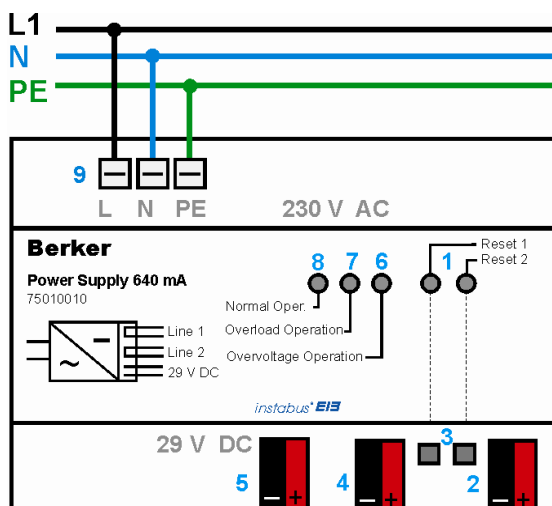 L1
N
PE
9
L N PE 230 V AC
Berker
Power Supply 640 mA
75010010
8 7 6 1
Reset 1
Reset 2
Normal Oper.
Overload Operation
Overvoltage Operation
Line 1
Line 2
29 V DC
~
instabus EIB
29 V DC
5
4
3
2
− +
− +
− +